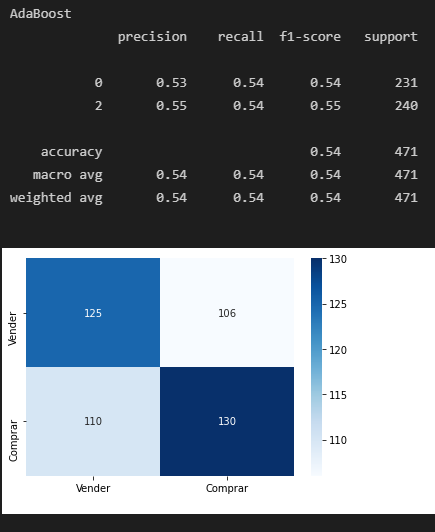 AdaBoost
precision recall f1-score support
0 0.53 0.54 0.54 231
2 0.55 0.54 0.55 240
accuracy 0.54 471
macro avg 0.54 0.54 0.54 471
weighted avg 0.54 0.54 0.54 471
130
Vender 125 106
125
120
115
Comprar 110 130
110
Vender Comprar